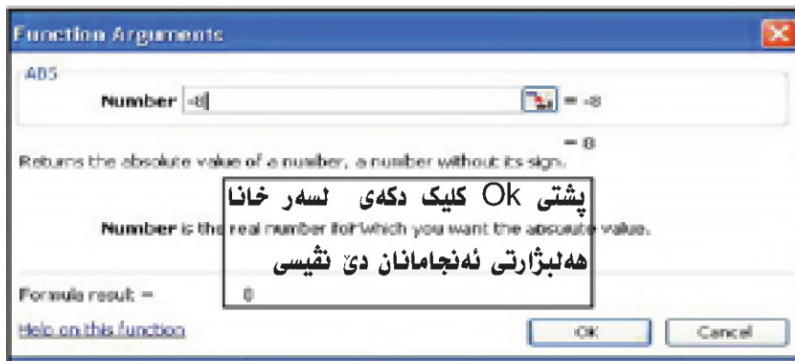 Function Arguments
ABS
Number -8 = -8
= 8
Returns the absolute value of a number, a number without its sign.
پشتی Ok کلیک دکەی لسەر خانا
Number is the real number for which you want the absolute value.
هەلبژارتی ئەنجامانان دێ نڤیسی
Formula result = 8
Help on this function
OK
Cancel